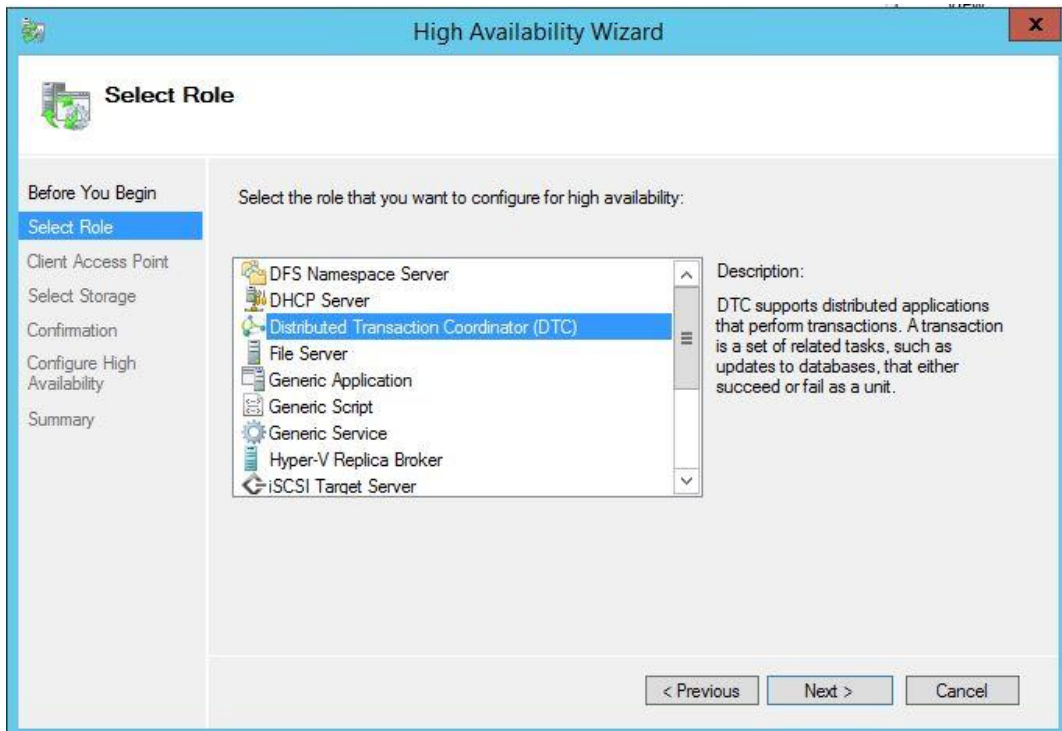 High Availability Wizard
x
Select Role
Before You Begin
Select Role
Client Access Point
Select Storage
Confirmation
Configure High
Availability
Summary
Select the role that you want to configure for high availability:
DFS Namespace Server
DHCP Server
Distributed Transaction Coordinator (DTC)
File Server
Generic Application
Generic Script
Generic Service
Hyper-V Replica Broker
iSCSI Target Server
Description:
DTC supports distributed applications
that perform transactions. A transaction
is a set of related tasks, such as
updates to databases, that either
succeed or fail as a unit.
< Previous
Next >
Cancel